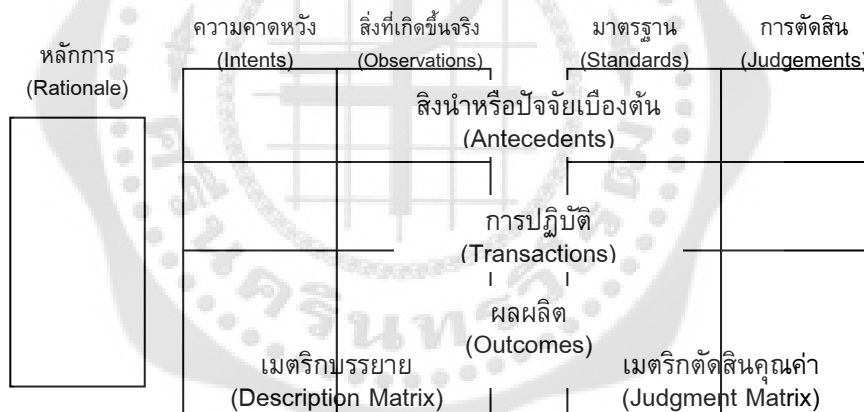 หลักการ
(Rationale)
ความคาดหวัง
(Intents)
สิ่งที่เกิดขึ้นจริง
(Observations)
มาตรฐาน
(Standards)
การตัดสิน
(Judgements)
สิงนำหรือปัจจัยเบืองต้น
(Antecedents)
การปฏิบัติ
(Transactions)
ผลผลิต
(Outcomes)
เมตริกบรรยาย
(Description Matrix)
เมตริกตัดสินคุณค่า
(Judgment Matrix)